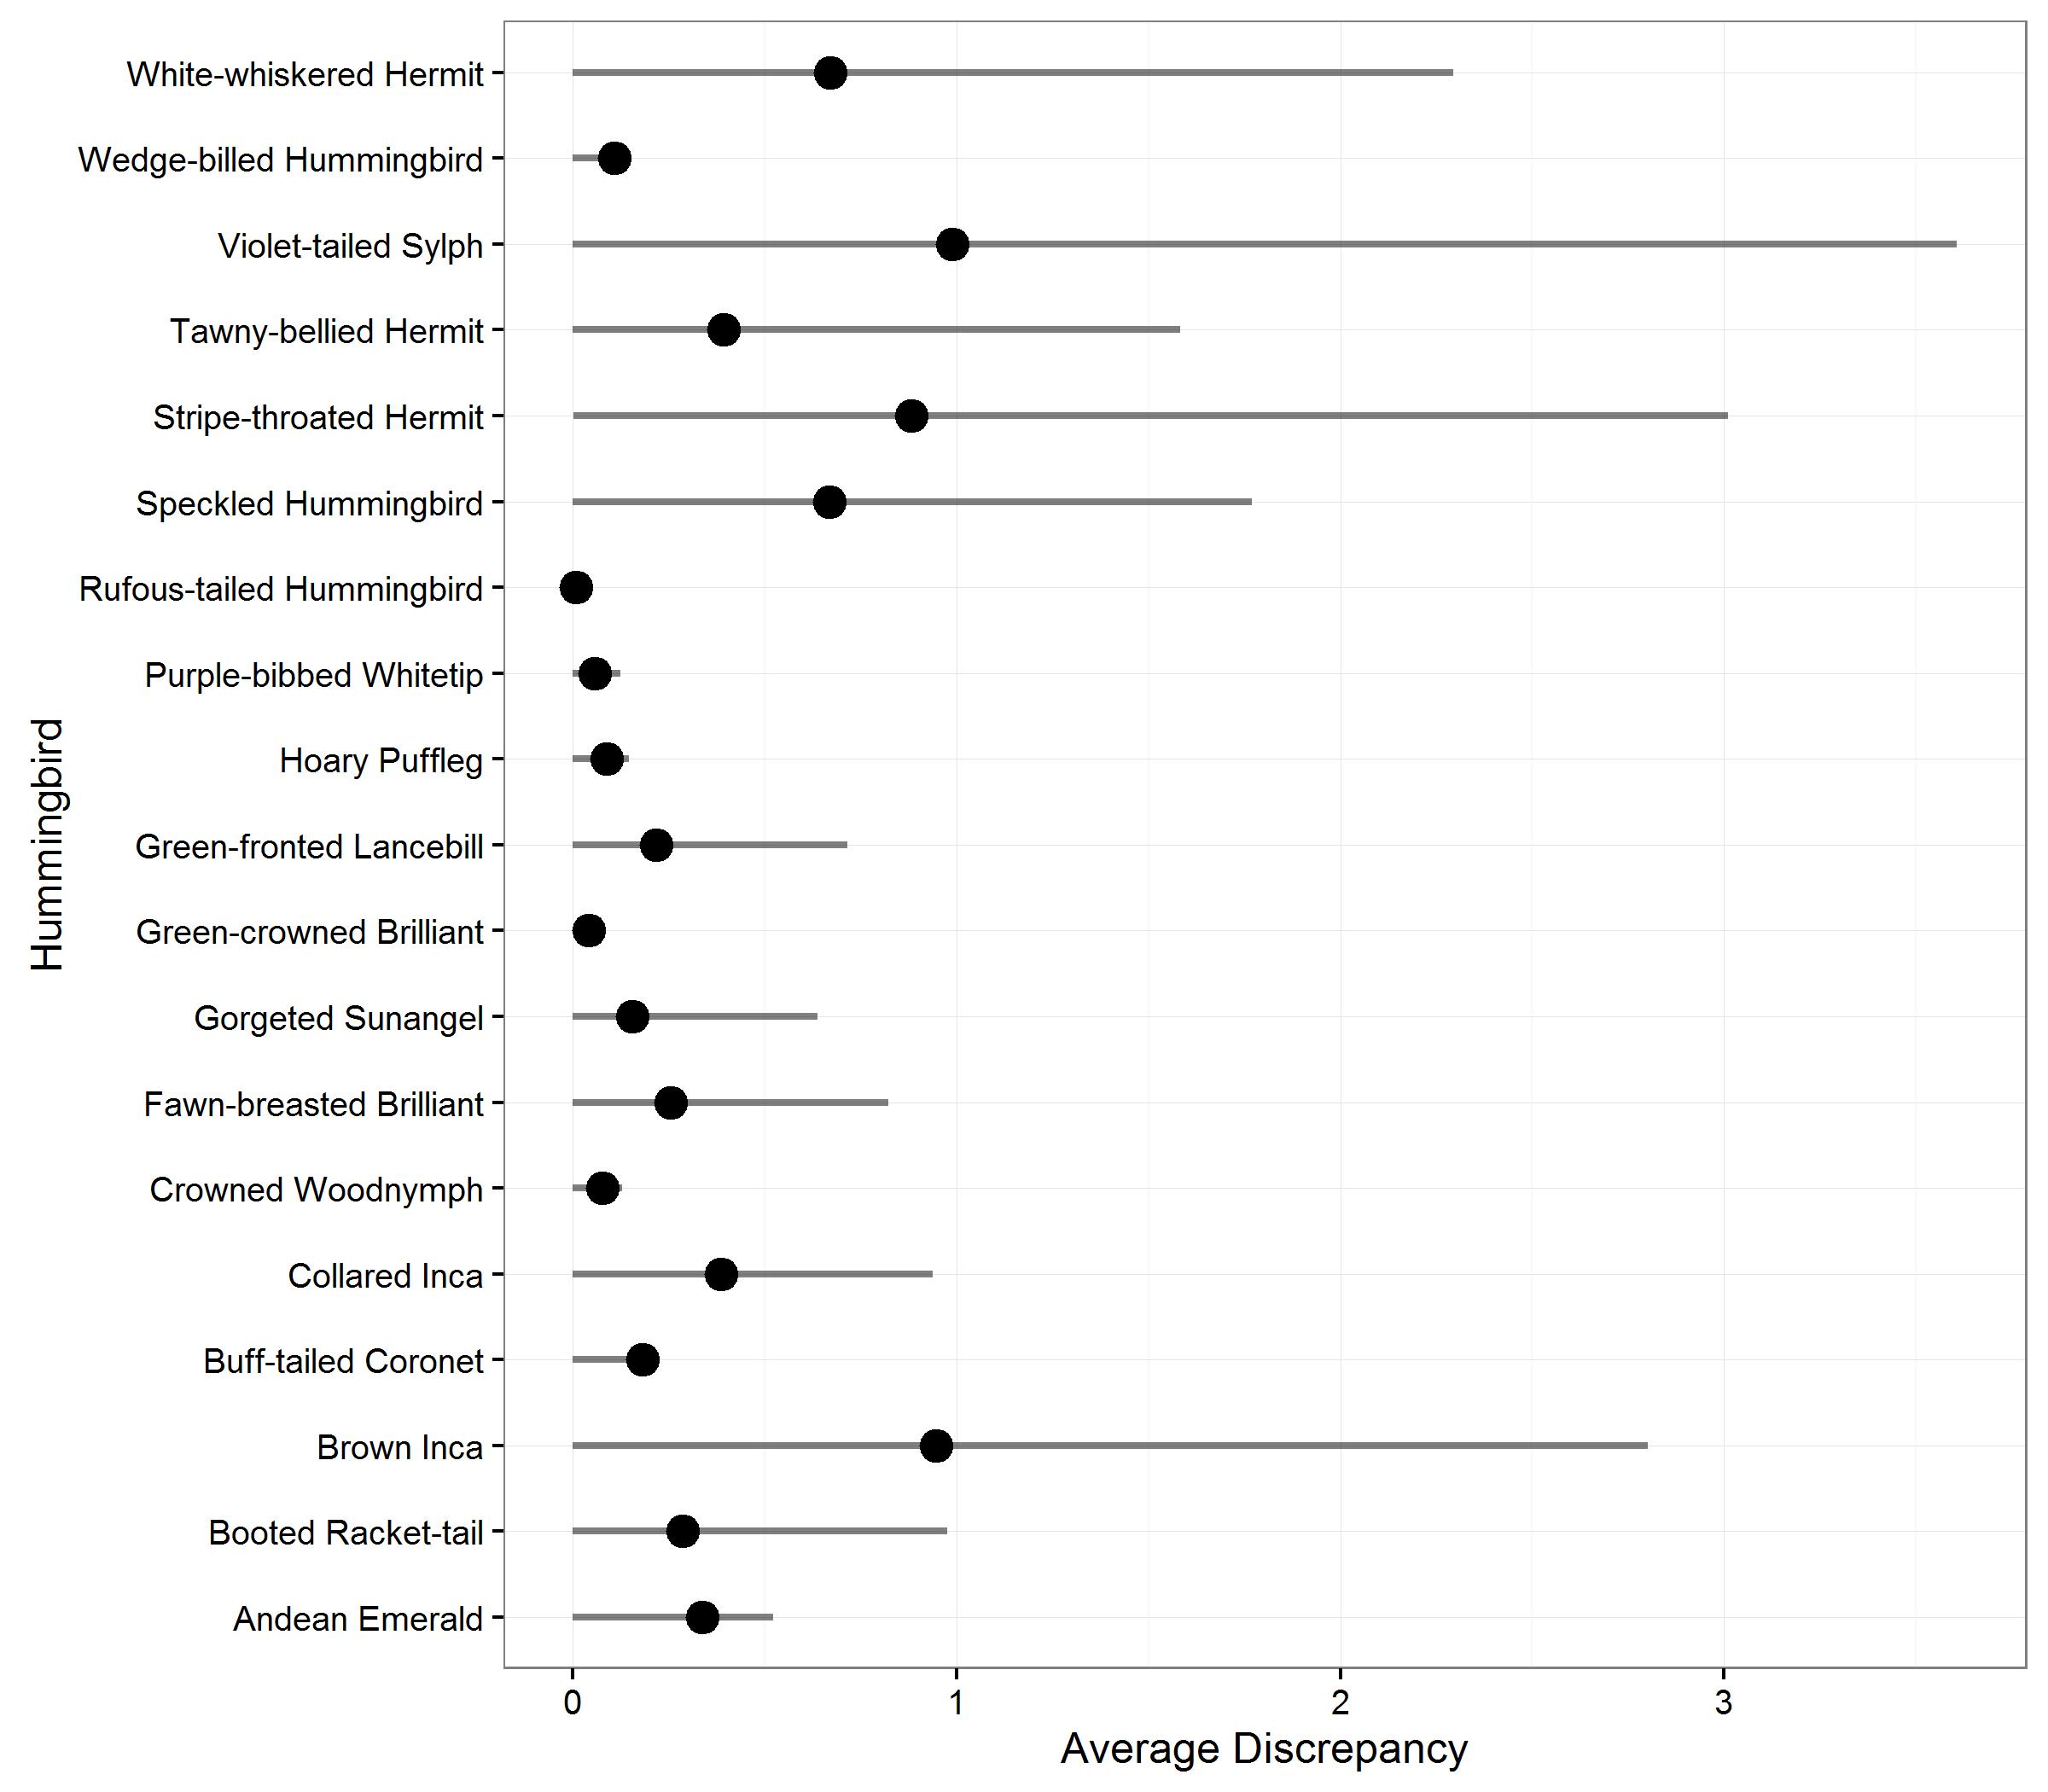 White-whiskered Hermit
Wedge-billed Hummingbird
Violet-tailed Sylph
Tawny-bellied Hermit
Stripe-throated Hermit
Speckled Hummingbird
Rufous-tailed Hummingbird
Purple-bibbed Whitetip
Hoary Puffleg
Green-fronted Lancebill
Green-crowned Brilliant
Gorgeted Sunangel
Fawn-breasted Brilliant
Crowned Woodnymph
Collared Inca
Buff-tailed Coronet
Brown Inca
Booted Racket-tail
Andean Emerald
Hummingbird
0 1 2 3
Average Discrepancy